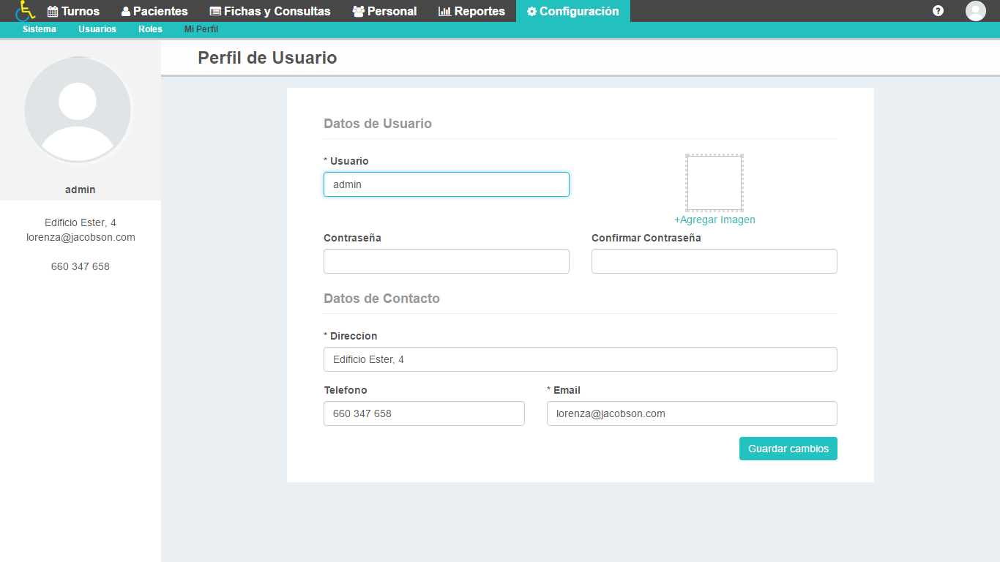 Turnos Pacientes Fichas y Consultas Personal Reportes Configuración
Sistema Usuarios Roles Mi Perfil
Perfil de Usuario
admin
Edificio Ester, 4
lorenza@jacobson.com
660 347 658
Datos de Usuario
* Usuario
admin
+Agregar Imagen
Contraseña Confirmar Contraseña
Datos de Contacto
* Direccion
Edificio Ester, 4
Telefono * Email
660 347 658 lorenza@jacobson.com
Guardar cambios